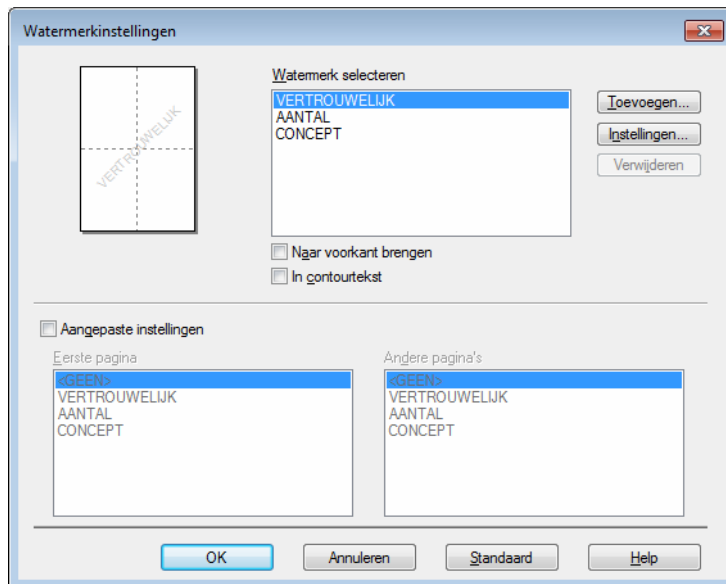 Watermerkinstellingen
Watermerk selecteren
VERTROUWELIJK
VERTROUWELIJK
AANTAL
CONCEPT
Toevoegen...
Instellingen...
Verwijderen
Naar voorkant brengen
In contourtekst
Aangepaste instellingen
Eerste pagina
<GEEN>
VERTROUWELIJK
AANTAL
CONCEPT
Andere pagina's
<GEEN>
VERTROUWELIJK
AANTAL
CONCEPT
OK Annuleren Standaard Help